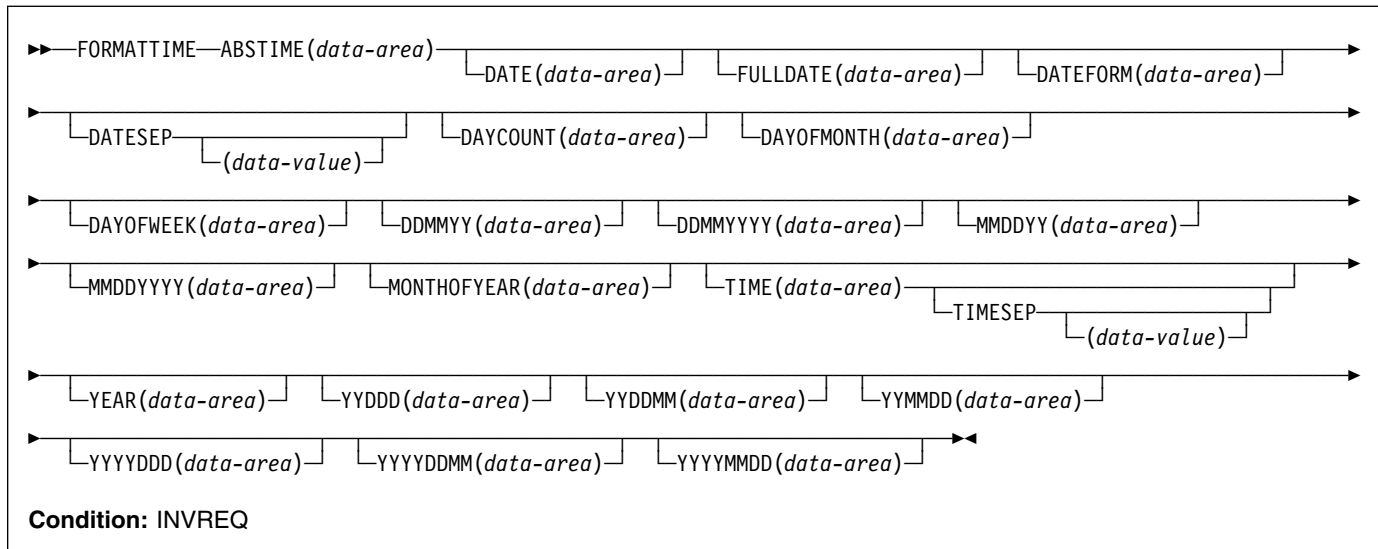 FORMATTIME ABSTIME(data-area)
DATE(data-area) FULLDATE(data-area) DATEFORM(data-area)
DATESEP DAYCOUNT(data-area) DAYOFMONTH(data-area)
(data-value)
DAYOFWEEK(data-area) DDMMYY(data-area) DDMMYYYY(data-area) MMDDYY(data-area)
MMDDYYYY(data-area) MONTHOFYEAR(data-area) TIME(data-area)
TIMESEP
(data-value)
YEAR(data-area) YYDDD(data-area) YYDDMM(data-area) YYMMDD(data-area)
YYYYDDD(data-area) YYYYDDMM(data-area) YYYYMMDD(data-area)
Condition: INVREQ